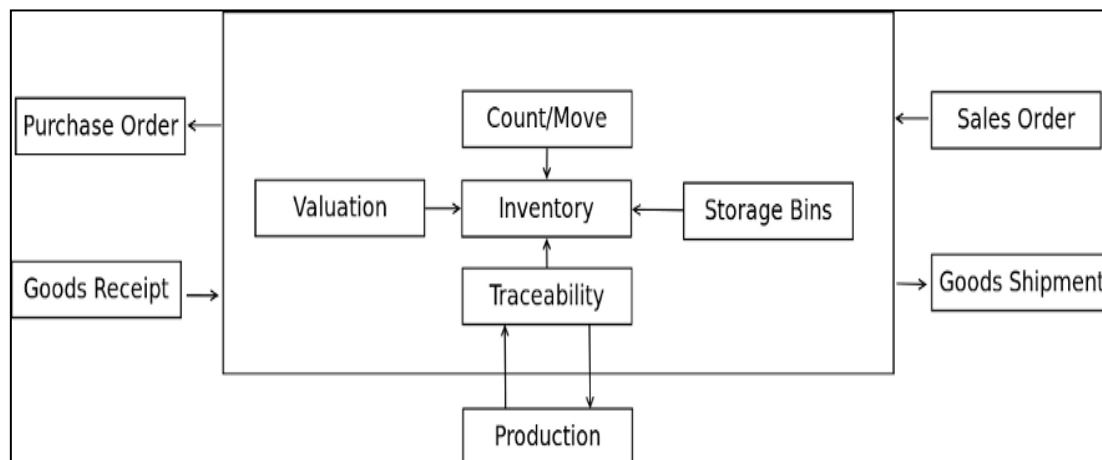 Purchase Order
Count/Move
Sales Order
Valuation
Inventory
Storage Bins
Goods Receipt
Traceability
Goods Shipment
Production